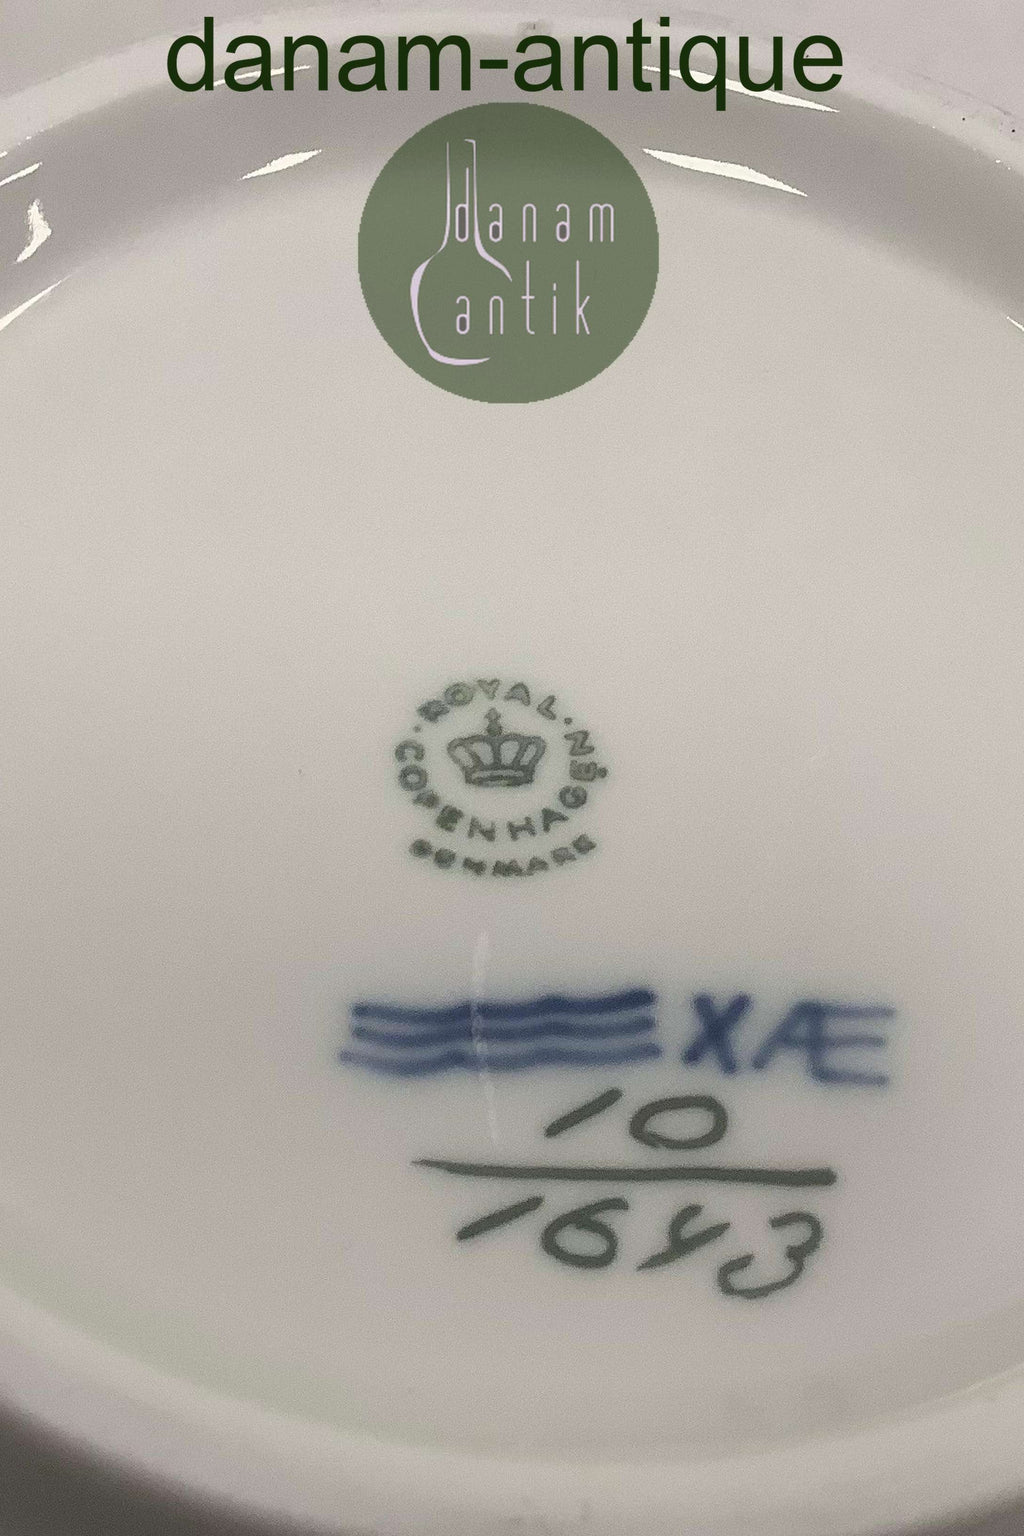 danam-antique
danam
antik
ROYAL
COPENHAGEN
DENMARK
XÆ
10
1643